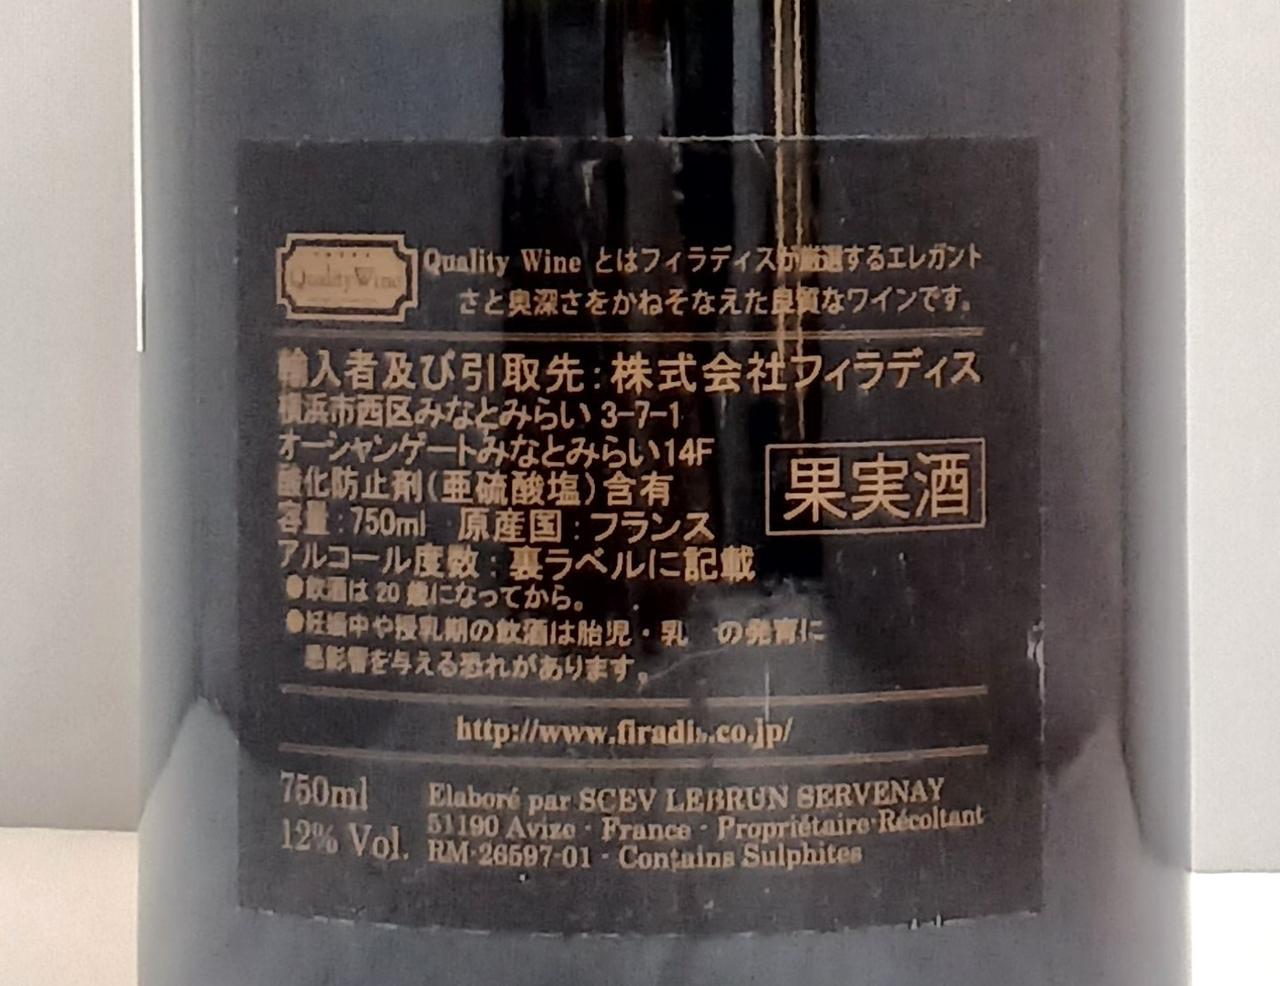 Quality Wine
Quality Wine とはフィラディスが厳選するエレガント
さと奥深さをかねそなえた良質なワインです。
輸入者及び引取先:株式会社フィラディス
横浜市西区みなとみらい 3-7-1
オーシャンゲートみなとみらい14F
酸化防止剤(亜硫酸塩)含有
果実酒
容量:750ml 原産国:フランス
アルコール度数:裏ラベルに記載
●飲酒は 20 歳になってから。
●妊娠中や授乳期の飲酒は胎児・乳 の発育に
悪影響を与える恐れがあります。
http://www.firadis.co.jp/
750ml
12% Vol.
Elaboré par SCEV LEBRUN SERVENAY
51190 Avize · France · Propriétaire-Récoltant
RM-26597-01 · Contains Sulphites